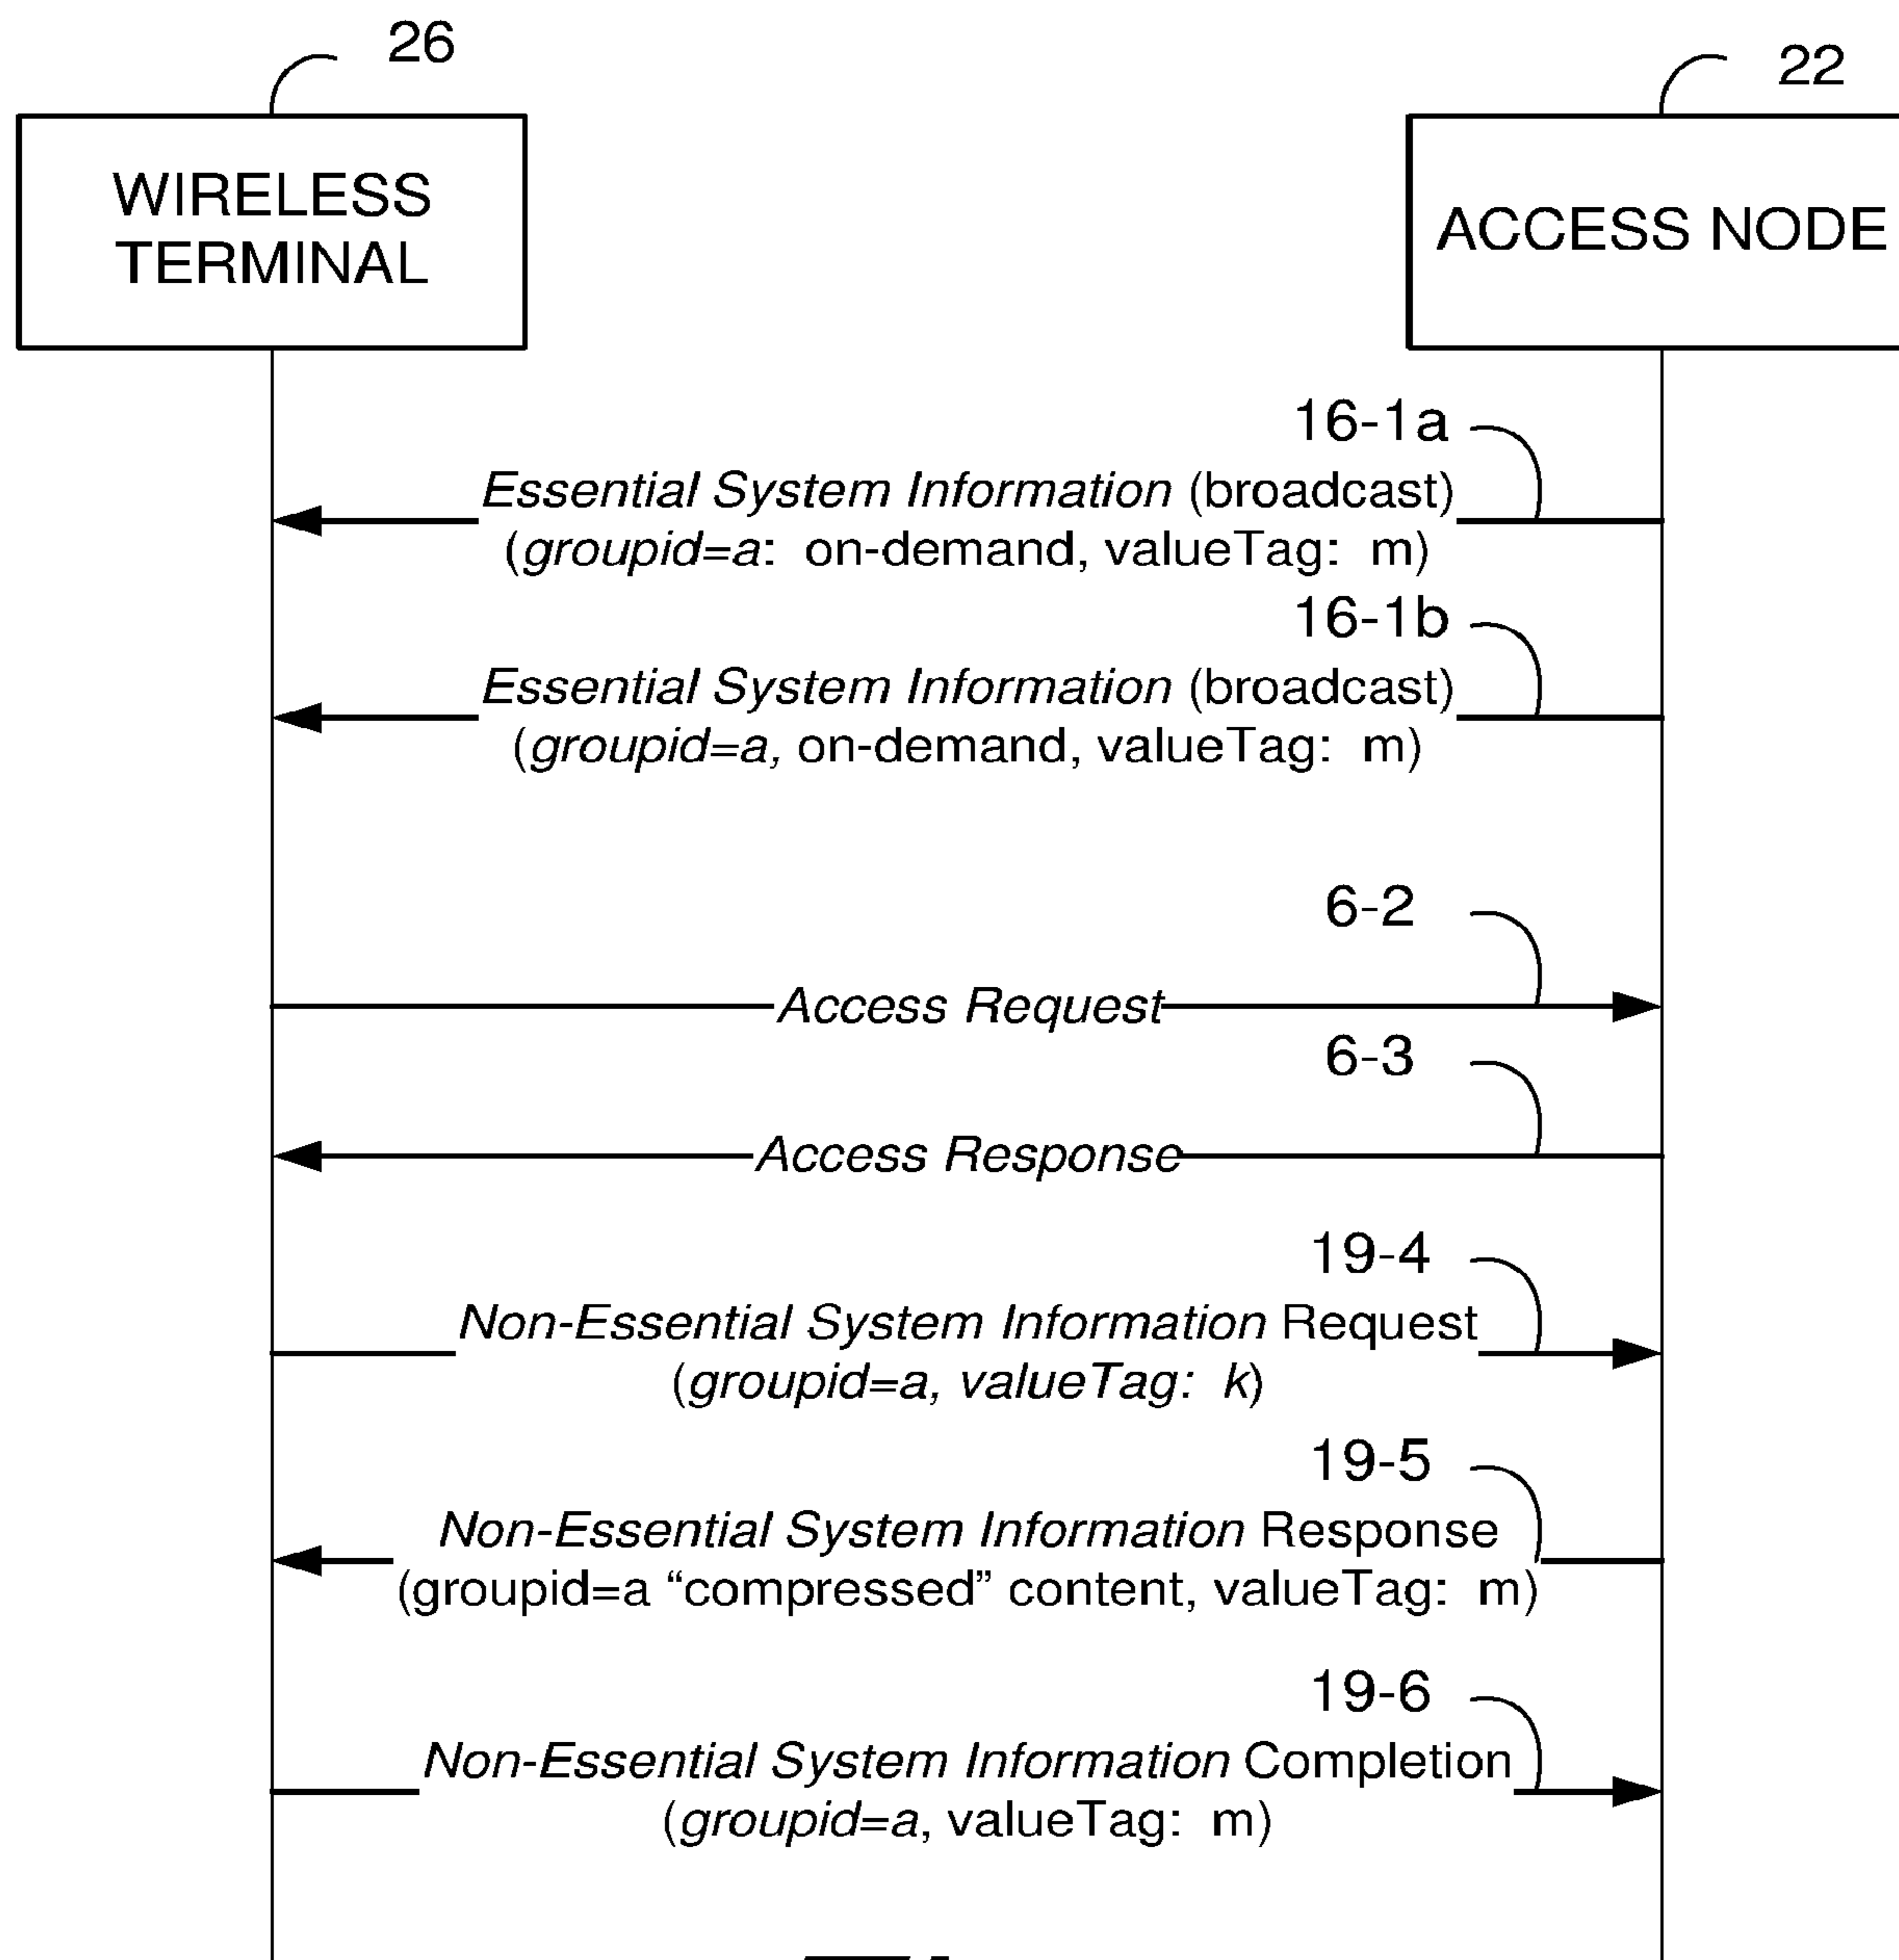 26
22
WIRELESS
TERMINAL
ACCESS NODE
16-1a
Essential System Information (broadcast)
(groupid=a: on-demand, valueTag: m)
16-1b
Essential System Information (broadcast)
(groupid=a, on-demand, valueTag: m)
6-2
Access Request
6-3
Access Response
19-4
Non-Essential System Information Request
(groupid=a, valueTag: k)
19-5
Non-Essential System Information Response
(groupid=a “compressed” content, valueTag: m)
19-6
Non-Essential System Information Completion
(groupid=a, valueTag: m)